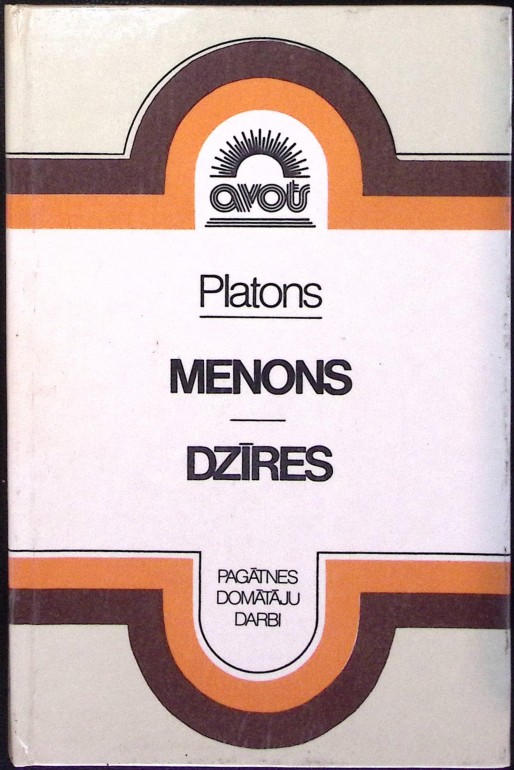 avots
Platons
MENONS
DZĪRES
PAGĀTNES
DOMĀTĀJU
DARBI